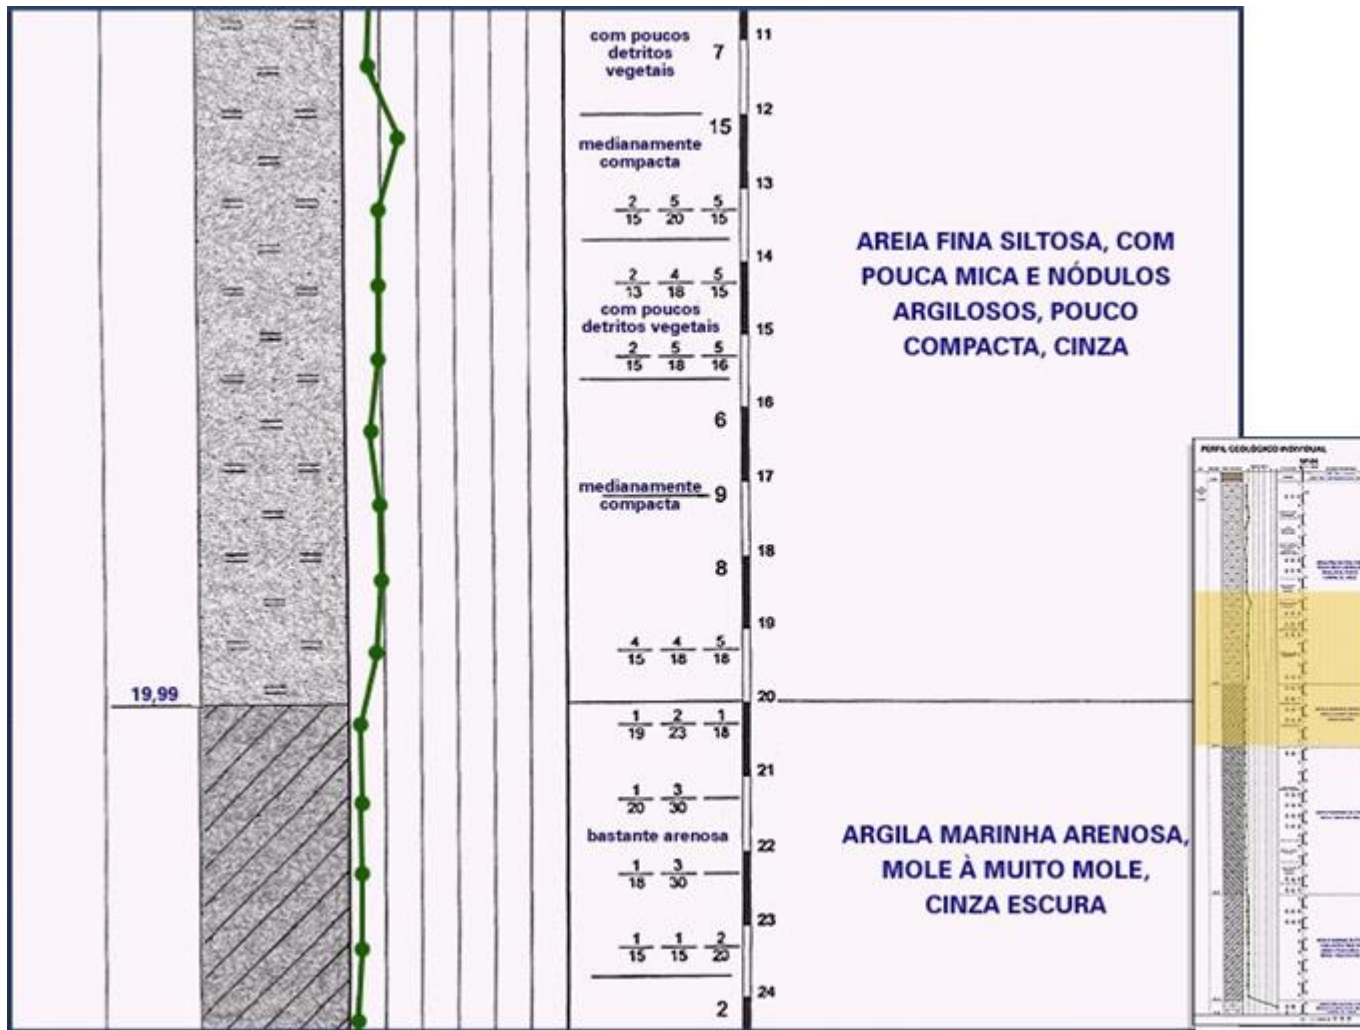 com poucos
detritos
vegetais
7
11
12
15
medianamente
compacta
13
2 5 5
15 20 15
14
2 4 5
13 18 15
com poucos
detritos vegetais
15
2 5 5
15 18 16
16
6
17
medianamente
compacta
9
18
8
19
4 4 5
15 18 18
AREIA FINA SILTOSA, COM
POUCA MICA E NÓDULOS
ARGILOSOS, POUCO
COMPACTA, CINZA
19,99
20
1 2 1
19 23 18
21
1 3
20 30
bastante arenosa
22
1 3
18 30
23
1 1 2
15 15 20
24
2
ARGILA MARINHA ARENOSA,
MOLE À MUITO MOLE,
CINZA ESCURA
PERFIL GEOLÓGICO INDIVIDUAL